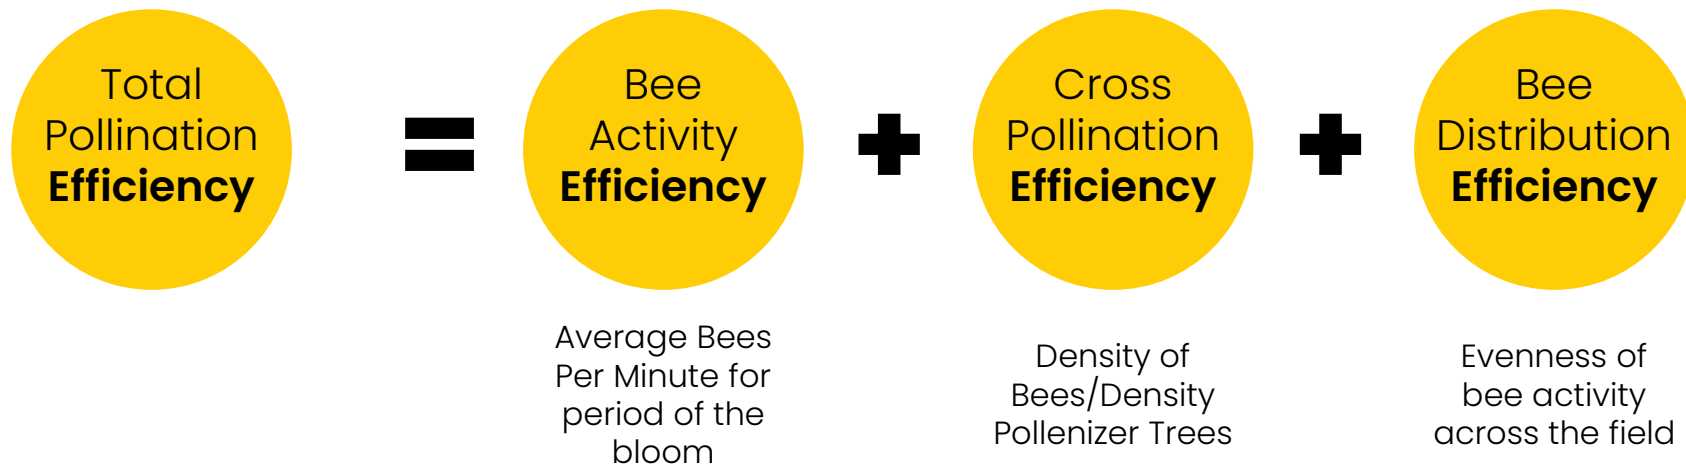 Total
Pollination
Efficiency
=
Bee
Activity
Efficiency
+
Cross
Pollination
Efficiency
+
Bee
Distribution
Efficiency
Average Bees
Per Minute for
period of the
bloom
Density of
Bees/Density
Pollenizer Trees
Evenness of
bee activity
across the field